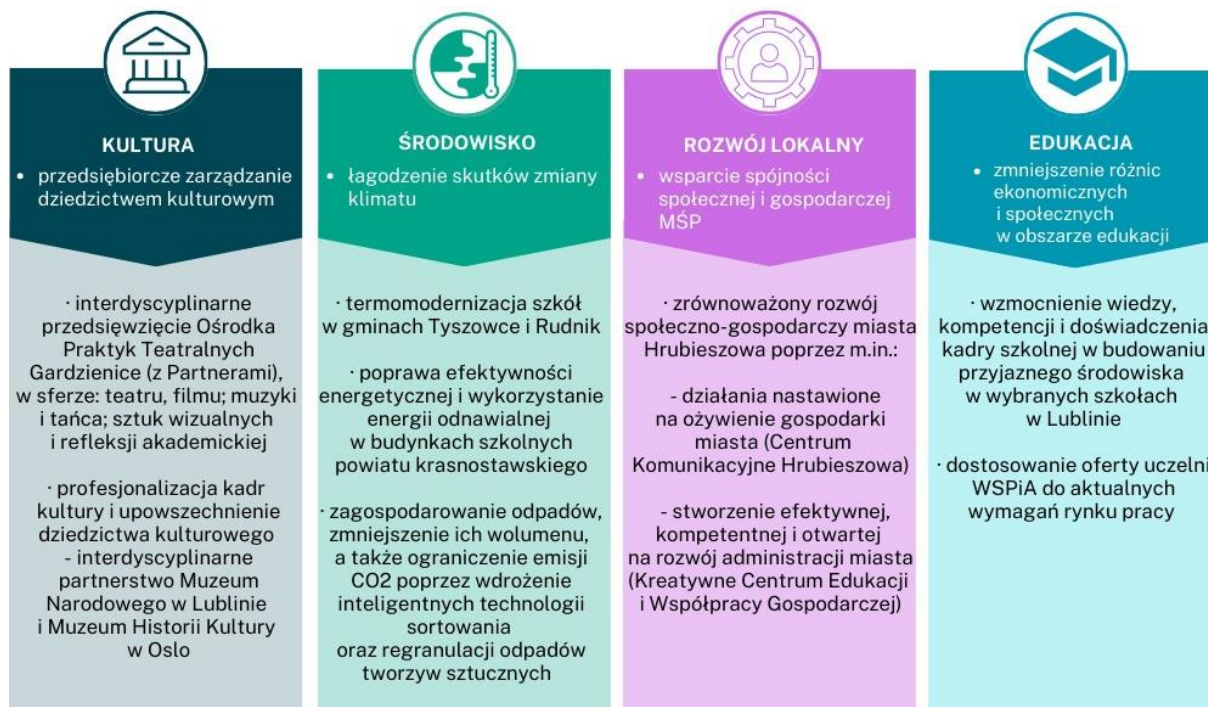 KULTURA
• przedsiębiorcze zarządzanie
dziedzictwem kulturowym
· interdyscyplinarne
przedsięwzięcie Ośrodka
Praktyk Teatralnych
Gardzienice (z Partnerami),
w sferze: teatru, filmu; muzyki
i tańca; sztuk wizualnych
i refleksji akademickiej
· profesjonalizacja kadr
kultury i upowszechnienie
dziedzictwa kulturowego
- interdyscyplinarne
partnerstwo Muzeum
Narodowego w Lublinie
i Muzeum Historii Kultury
w Oslo
ŚRODOWISKO
• łagodzenie skutków zmiany
klimatu
· termomodernizacja szkół
w gminach Tyszowce i Rudnik
· poprawa efektywności
energetycznej i wykorzystanie
energii odnawialnej
w budynkach szkolnych
powiatu krasnostawskiego
· zagospodarowanie odpadów,
zmniejszenie ich wolumenu,
a także ograniczenie emisji
CO2 poprzez wdrożenie
inteligentnych technologii
sortowania
oraz regranulacji odpadów
tworzyw sztucznych
ROZWÓJ LOKALNY
• wsparcie spójności
społecznej i gospodarczej
MŚP
· zrównoważony rozwój
społeczno-gospodarczy miasta
Hrubieszowa poprzez m.in.:
- działania nastawione
na ożywienie gospodarki
miasta (Centrum
Komunikacyjne Hrubieszowa)
- stworzenie efektywnej,
kompetentnej i otwartej
na rozwój administracji miasta
(Kreatywne Centrum Edukacji
i Współpracy Gospodarczej)
EDUKACJA
• zmniejszenie różnic
ekonomicznych
i społecznych
w obszarze edukacji
· wzmocnienie wiedzy,
kompetencji i doświadczenia
kadry szkolnej w budowaniu
przyjaznego środowiska
w wybranych szkołach
w Lublinie
· dostosowanie oferty uczelni
WSPiA do aktualnych
wymagań rynku pracy